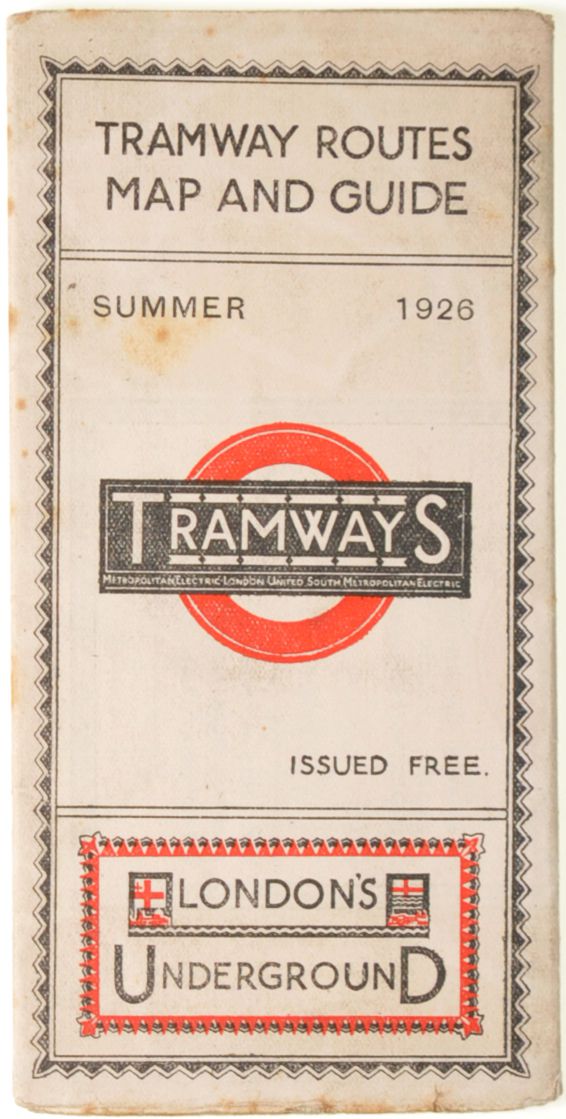 TRAMWAY ROUTES
MAP AND GUIDE
SUMMER 1926
TRAMWAYS
METROPOLITAN ELECTRIC·LONDON UNITED SOUTH METROPOLITAN ELECTRIC
ISSUED FREE.
LONDON'S
UNDERGROUND